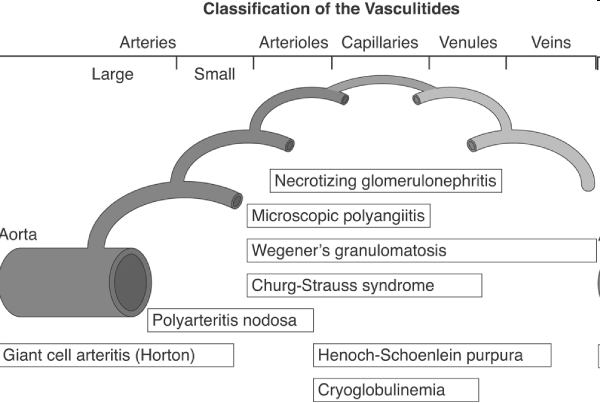 Classification of the Vasculitides
Arteries Arterioles Capillaries Venules Veins
Large Small
Necrotizing glomerulonephritis
Microscopic polyangiitis
Aorta
Wegener's granulomatosis
Churg-Strauss syndrome
Polyarteritis nodosa
Giant cell arteritis (Horton) Henoch-Schoenlein purpura
Cryoglobulinemia